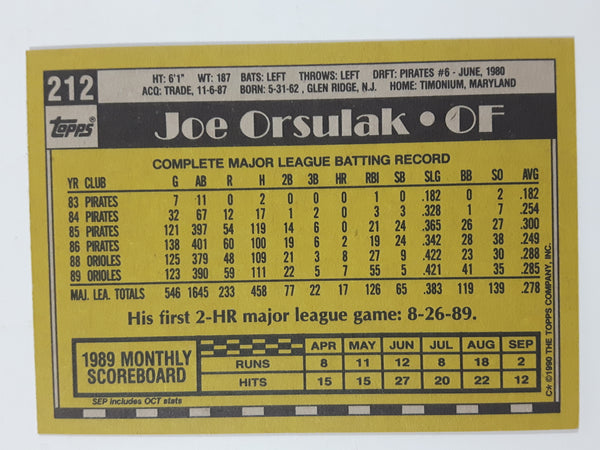 212
HT: 6'1" WT: 187 BATS: LEFT THROWS: LEFT DRFT: PIRATES #6 - JUNE, 1980
ACQ: TRADE, 11-6-87 BORN: 5-31-62, GLEN RIDGE, N.J. HOME: TIMONIUM, MARYLAND
Topps®
Joe Orsulak • OF
COMPLETE MAJOR LEAGUE BATTING RECORD
YR CLUB G AB R H 2B 3B HR RBI SB SLG BB SO AVG
83 PIRATES 7 11 0 2 0 0 0 1 0 .182 0 2 .182
84 PIRATES 32 67 12 17 1 2 0 3 3 .328 1 7 .254
85 PIRATES 121 397 54 119 14 6 0 21 24 .365 26 27 .300
86 PIRATES 138 401 60 100 19 6 2 19 24 .342 28 38 .249
88 ORIOLES 125 379 48 109 21 3 8 27 9 .422 23 30 .288
89 ORIOLES 123 390 59 111 22 5 7 55 5 .421 41 35 .285
MAJ. LEA. TOTALS 546 1645 233 458 77 22 17 126 65 .383 119 139 .278
His first 2-HR major league game: 8-26-89.
1989 MONTHLY
SCOREBOARD
APR MAY JUN JUL AUG SEP
RUNS 8 11 12 8 18 2
HITS 15 15 27 20 22 12
SEP includes OCT stats
C* ©1990 THE TOPPS COMPANY, INC.